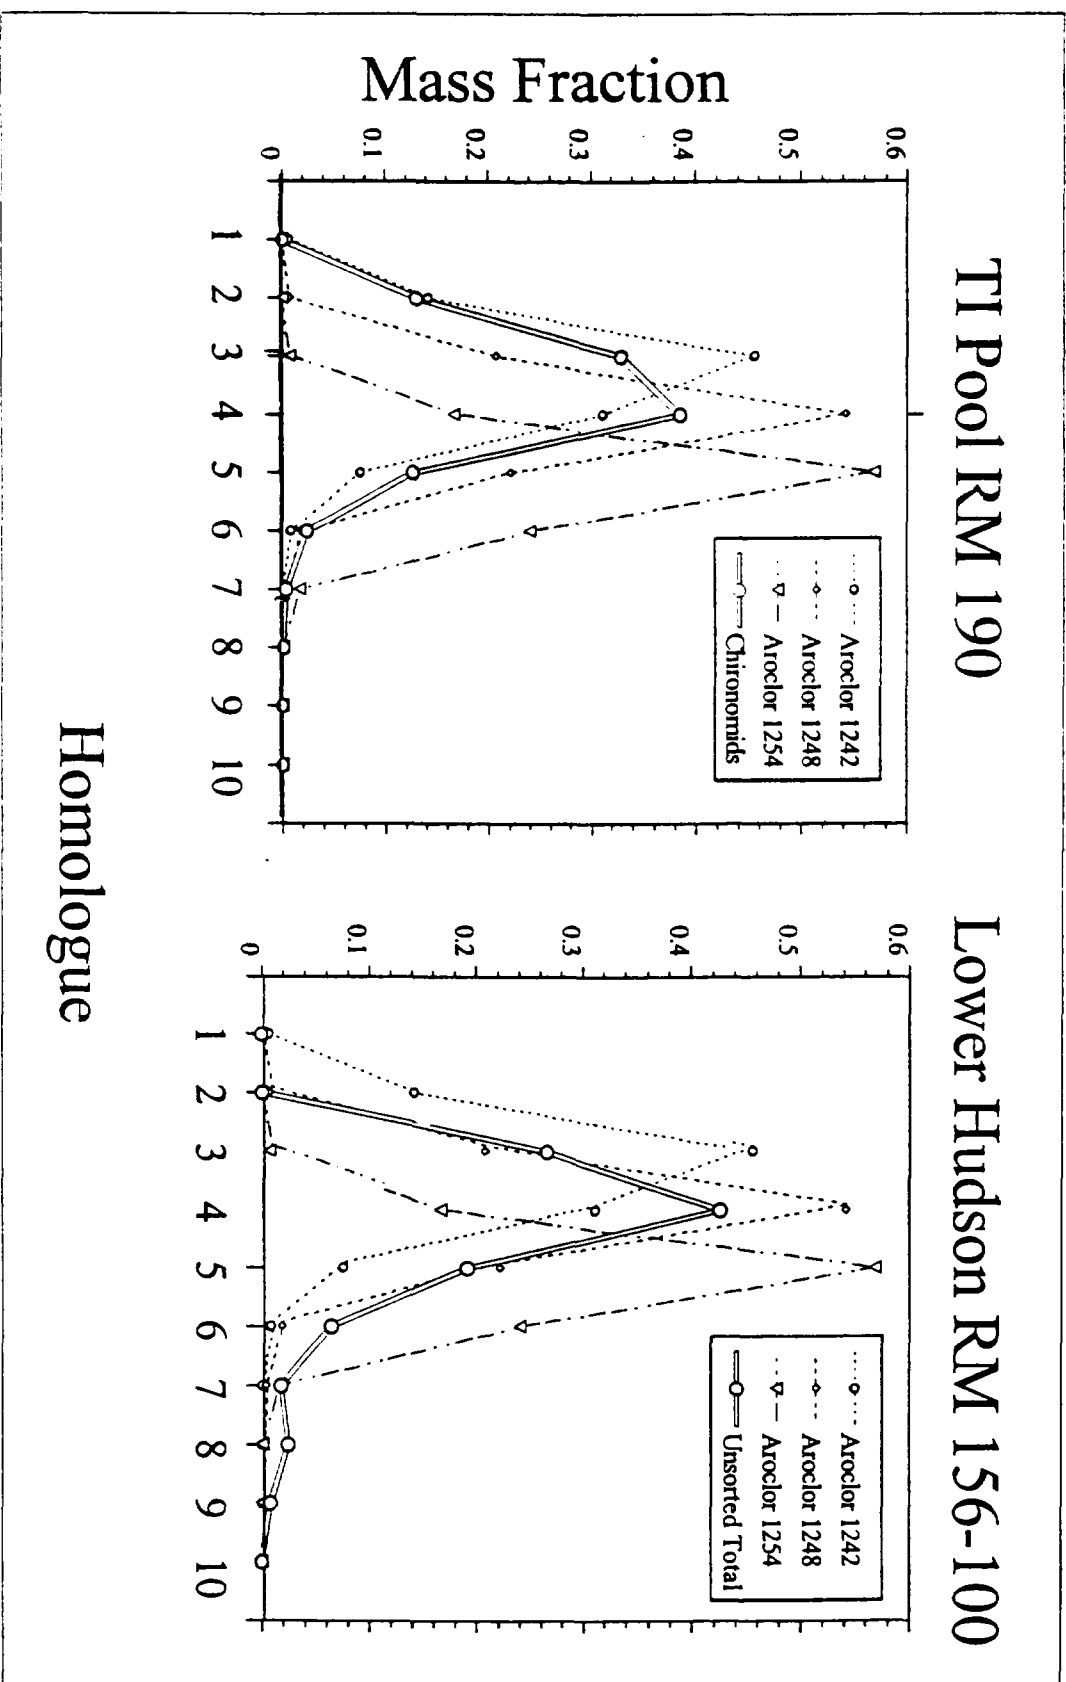 TI Pool RM 190
Lower Hudson RM 156-100
Mass Fraction
0.6
0.5
0.4
0.3
0.2
0.1
0
1 2 3 4 5 6 7 8 9 10
Aroclor 1242
Aroclor 1248
Aroclor 1254
Chironomids
0.6
0.5
0.4
0.3
0.2
0.1
0
1 2 3 4 5 6 7 8 9 10
Aroclor 1242
Aroclor 1248
Aroclor 1254
Unsorted Total
Homologue